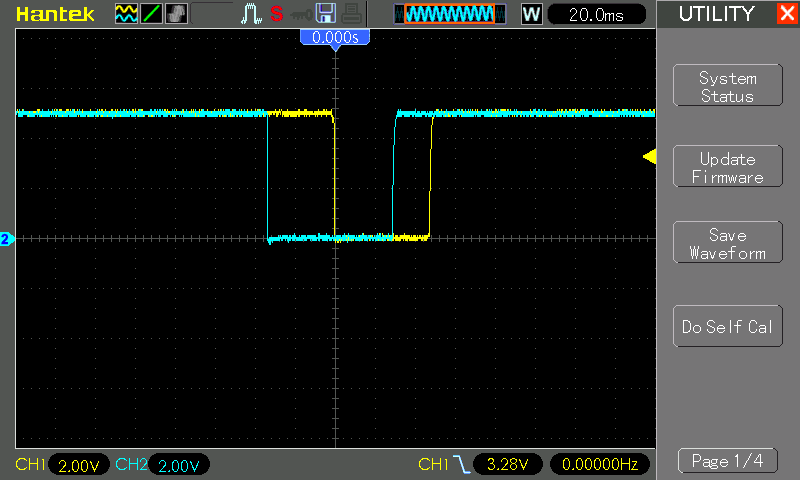 Hantek
S
W
20.0ms
UTILITY
0.000s
System
Status
Update
Firmware
2
Save
Waveform
Do Self Cal
CH1 2.00V CH2 2.00V CH1 3.28V 0.00000Hz
Page 1/4